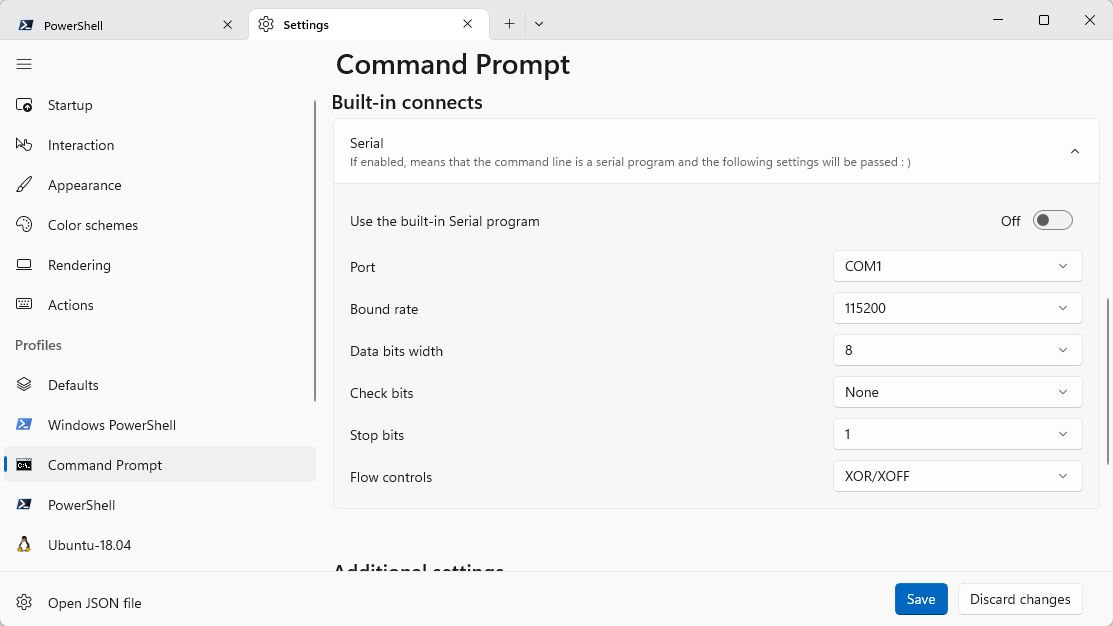 PowerShell
Settings
Command Prompt
Startup
Interaction
Appearance
Color schemes
Rendering
Actions
Profiles
Defaults
Windows PowerShell
Command Prompt
PowerShell
Ubuntu-18.04
Open JSON file
Built-in connects
Serial
If enabled, means that the command line is a serial program and the following settings will be passed : )
Use the built-in Serial program Off
Port COM1
Bound rate 115200
Data bits width 8
Check bits None
Stop bits 1
Flow controls XOR/XOFF
Additional settings
Save Discard changes